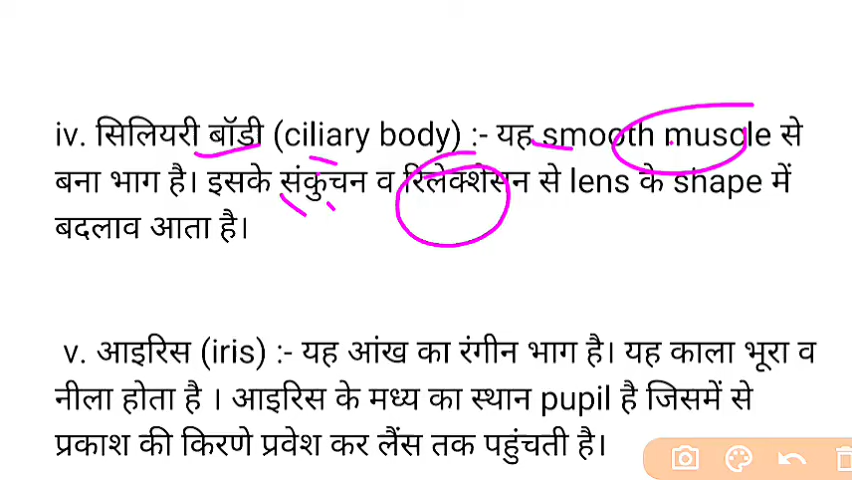 iv. सिलियरी बॉडी (ciliary body) :- यह smooth muscle से
बना भाग है। इसके संकुचन व रिलेक्शेसन से lens के shape में
बदलाव आता है।
v. आइरिस (iris) :- यह आंख का रंगीन भाग है। यह काला भूरा व
नीला होता है । आइरिस के मध्य का स्थान pupil है जिसमें से
प्रकाश की किरणे प्रवेश कर लैंस तक पहुंचती है।